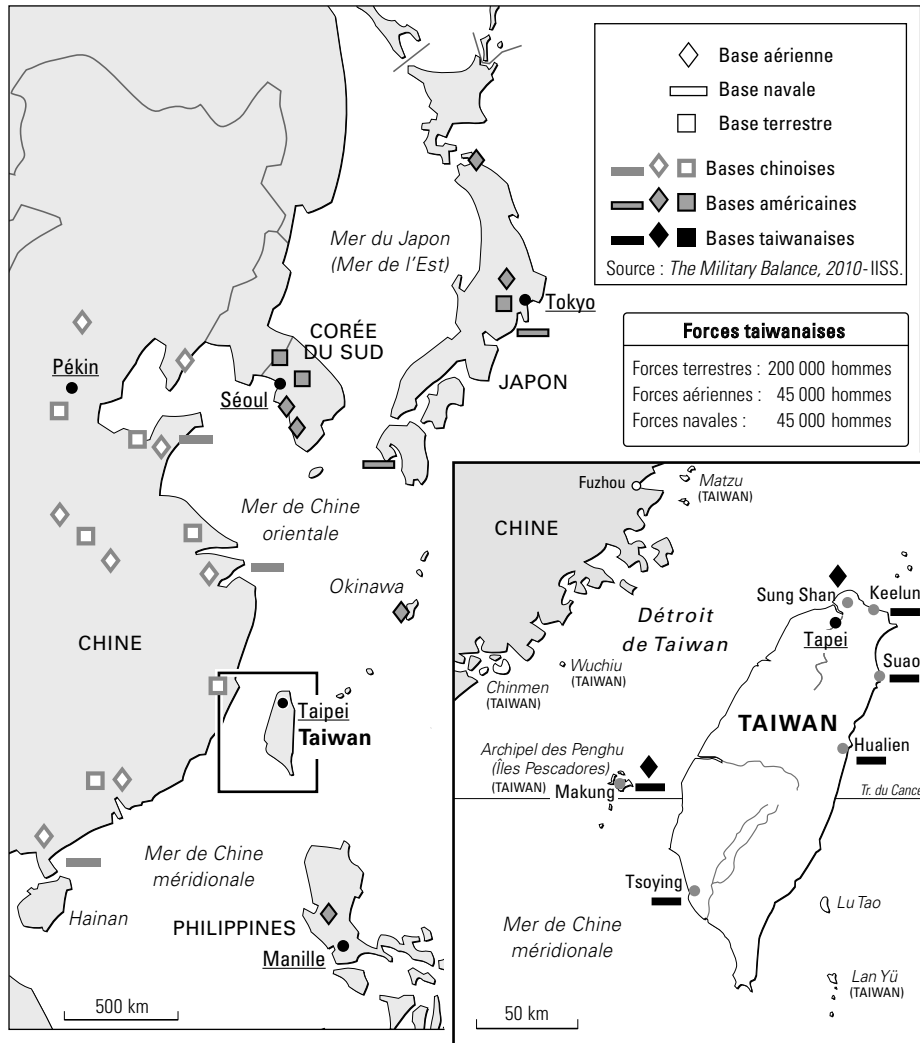 Base aérienne
Base navale
Base terrestre
Bases chinoises
Bases américaines
Bases taiwanaises
Source : The Military Balance, 2010- IISS.
Forces taiwanaises
Forces terrestres : 200 000 hommes
Forces aériennes : 45 000 hommes
Forces navales : 45 000 hommes
Mer du Japon
(Mer de l'Est)
Tokyo
CORÉE
DU SUD
JAPON
Pékin
Séoul
Mer de Chine
orientale
Okinawa
CHINE
Taipei
Taiwan
Mer de Chine
méridionale
Hainan
PHILIPPINES
Manille
500 km
Fuzhou
Matzu
(TAIWAN)
CHINE
Sung Shan
Keelun
Détroit
de Taiwan
Tapei
Wuchiu
(TAIWAN)
Suao
Chinmen
(TAIWAN)
TAIWAN
Hualien
Archipel des Penghu
(Îles Pescadores)
(TAIWAN)
Makung
Tr. du Cance
Tsoying
Lu Tao
Mer de Chine
méridionale
Lan Yü
(TAIWAN)
50 km